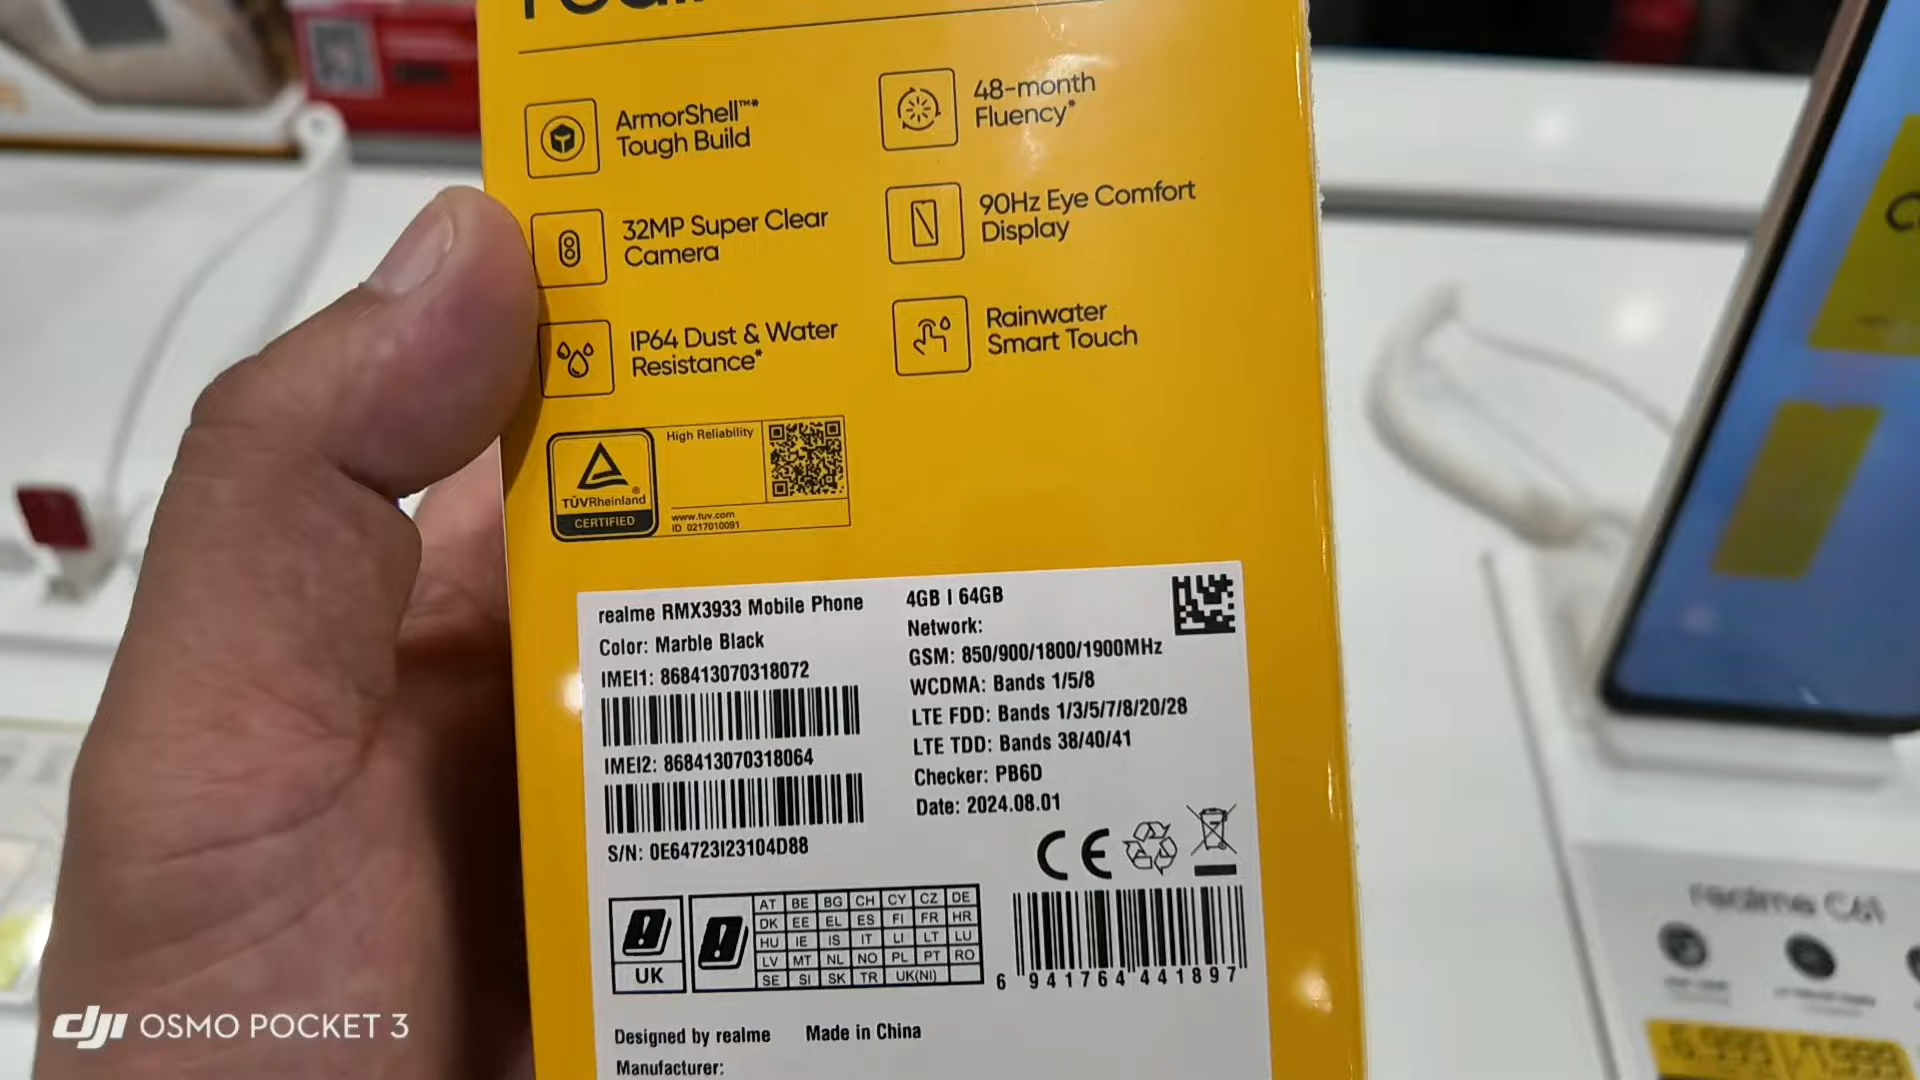 ArmorShell™*
Tough Build
48-month
Fluency*
32MP Super Clear
Camera
90Hz Eye Comfort
Display
IP64 Dust & Water
Resistance*
Rainwater
Smart Touch
TÜVRheinland®
CERTIFIED
High Reliability
www.tuv.com
ID 0217010091
realme RMX3933 Mobile Phone
Color: Marble Black
IMEI1: 868413070318072
IMEI2: 868413070318064
S/N: 0E64723I23104D88
4GB | 64GB
Network:
GSM: 850/900/1800/1900MHz
WCDMA: Bands 1/5/8
LTE FDD: Bands 1/3/5/7/8/20/28
LTE TDD: Bands 38/40/41
Checker: PB6D
Date: 2024.08.01
CE
UK
AT BE BG CH CY CZ DE
DK EE EL ES FI FR HR
HU IE IS IT LI LT LU
LV MT NL NO PL PT RO
SE SI SK TR UK(NI)
6 941764 441897
Designed by realme Made in China
Manufacturer:
realme C61
dji OSMO POCKET 3